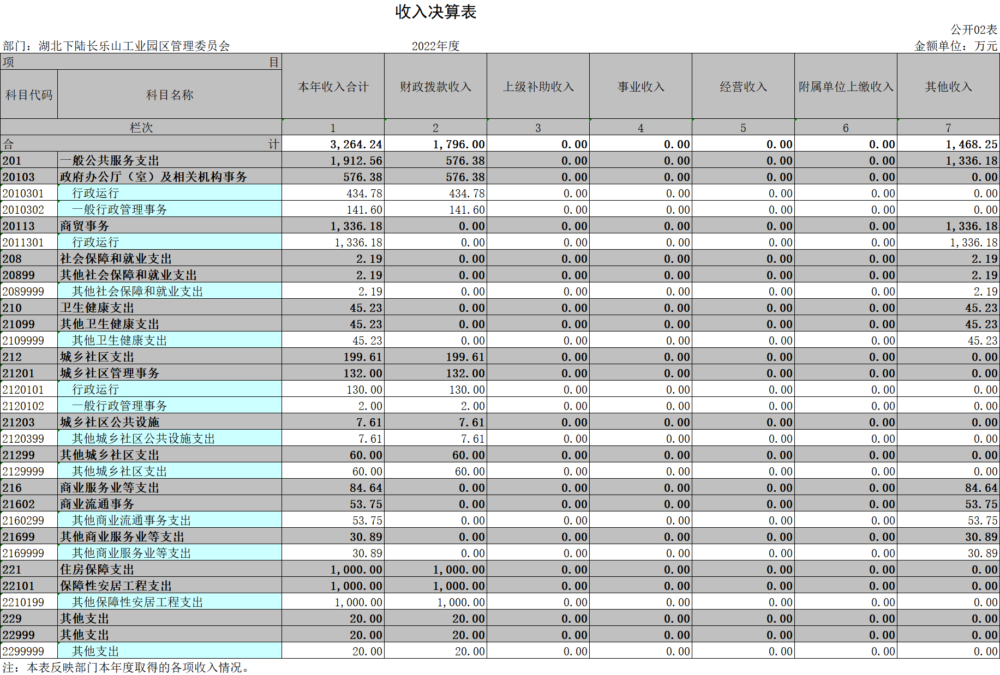 收入决算表
公开02表
部门：湖北下陆长乐山工业园区管理委员会 2022年度 金额单位：万元
项 目 本年收入合计 财政拨款收入 上级补助收入 事业收入 经营收入 附属单位上缴收入 其他收入
科目代码 科目名称
栏次 1 2 3 4 5 6 7
合 计 3,264.24 1,796.00 0.00 0.00 0.00 0.00 1,468.25
201 一般公共服务支出 1,912.56 576.38 0.00 0.00 0.00 0.00 1,336.18
20103 政府办公厅（室）及相关机构事务 576.38 576.38 0.00 0.00 0.00 0.00 0.00
2010301 行政运行 434.78 434.78 0.00 0.00 0.00 0.00 0.00
2010302 一般行政管理事务 141.60 141.60 0.00 0.00 0.00 0.00 0.00
20113 商贸事务 1,336.18 0.00 0.00 0.00 0.00 0.00 1,336.18
2011301 行政运行 1,336.18 0.00 0.00 0.00 0.00 0.00 1,336.18
208 社会保障和就业支出 2.19 0.00 0.00 0.00 0.00 0.00 2.19
20899 其他社会保障和就业支出 2.19 0.00 0.00 0.00 0.00 0.00 2.19
2089999 其他社会保障和就业支出 2.19 0.00 0.00 0.00 0.00 0.00 2.19
210 卫生健康支出 45.23 0.00 0.00 0.00 0.00 0.00 45.23
21099 其他卫生健康支出 45.23 0.00 0.00 0.00 0.00 0.00 45.23
2109999 其他卫生健康支出 45.23 0.00 0.00 0.00 0.00 0.00 45.23
212 城乡社区支出 199.61 199.61 0.00 0.00 0.00 0.00 0.00
21201 城乡社区管理事务 132.00 132.00 0.00 0.00 0.00 0.00 0.00
2120101 行政运行 130.00 130.00 0.00 0.00 0.00 0.00 0.00
2120102 一般行政管理事务 2.00 2.00 0.00 0.00 0.00 0.00 0.00
21203 城乡社区公共设施 7.61 7.61 0.00 0.00 0.00 0.00 0.00
2120399 其他城乡社区公共设施支出 7.61 7.61 0.00 0.00 0.00 0.00 0.00
21299 其他城乡社区支出 60.00 60.00 0.00 0.00 0.00 0.00 0.00
2129999 其他城乡社区支出 60.00 60.00 0.00 0.00 0.00 0.00 0.00
216 商业服务业等支出 84.64 0.00 0.00 0.00 0.00 0.00 84.64
21602 商业流通事务 53.75 0.00 0.00 0.00 0.00 0.00 53.75
2160299 其他商业流通事务支出 53.75 0.00 0.00 0.00 0.00 0.00 53.75
21699 其他商业服务业等支出 30.89 0.00 0.00 0.00 0.00 0.00 30.89
2169999 其他商业服务业等支出 30.89 0.00 0.00 0.00 0.00 0.00 30.89
221 住房保障支出 1,000.00 1,000.00 0.00 0.00 0.00 0.00 0.00
22101 保障性安居工程支出 1,000.00 1,000.00 0.00 0.00 0.00 0.00 0.00
2210199 其他保障性安居工程支出 1,000.00 1,000.00 0.00 0.00 0.00 0.00 0.00
229 其他支出 20.00 20.00 0.00 0.00 0.00 0.00 0.00
22999 其他支出 20.00 20.00 0.00 0.00 0.00 0.00 0.00
2299999 其他支出 20.00 20.00 0.00 0.00 0.00 0.00 0.00
注：本表反映部门本年度取得的各项收入情况。